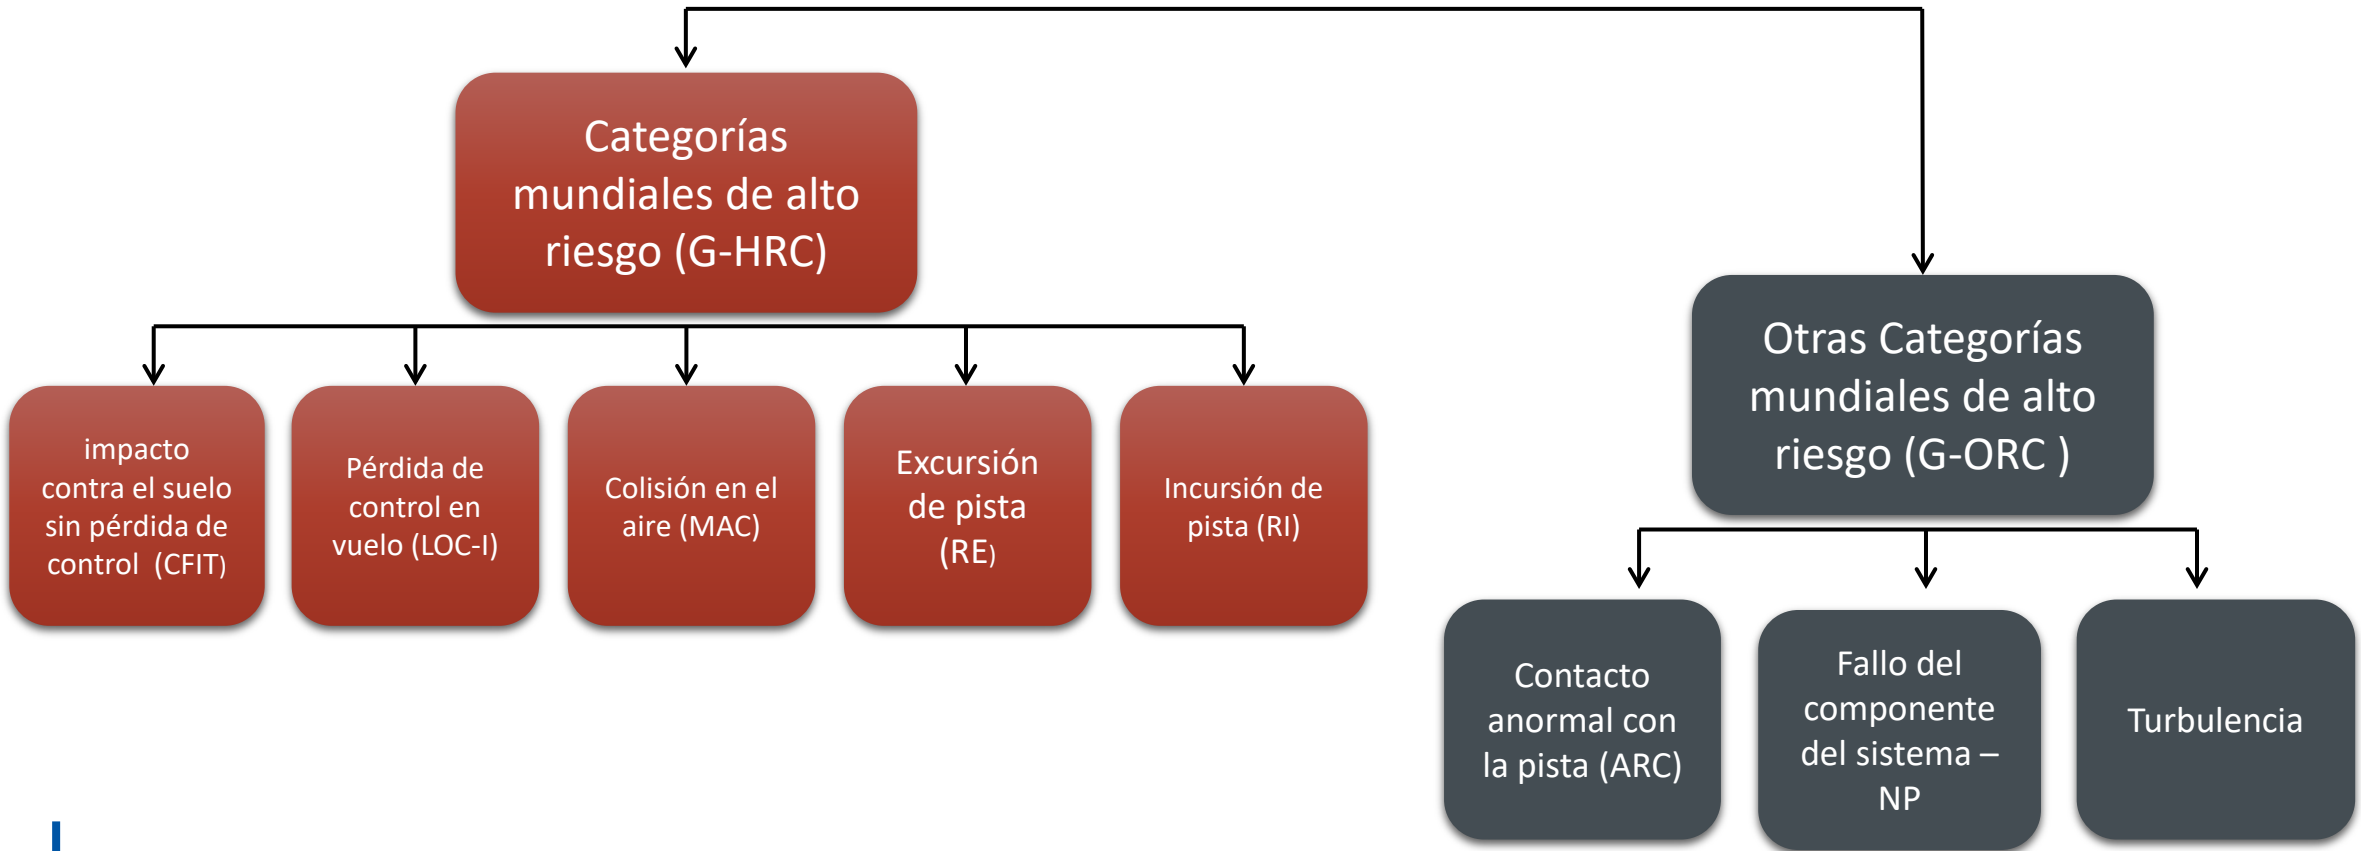 Categorías
mundiales de alto
riesgo (G-HRC)
impacto
contra el suelo
sin pérdida de
control  (CFIT)
Pérdida de
control en
vuelo (LOC-I)
Colisión en el
aire (MAC)
Excursión
de pista
(RE)
Incursión de
pista (RI)
Otras Categorías
mundiales de alto
riesgo (G-ORC )
Contacto
anormal con
la pista (ARC)
Fallo del
componente
del sistema –
NP
Turbulencia